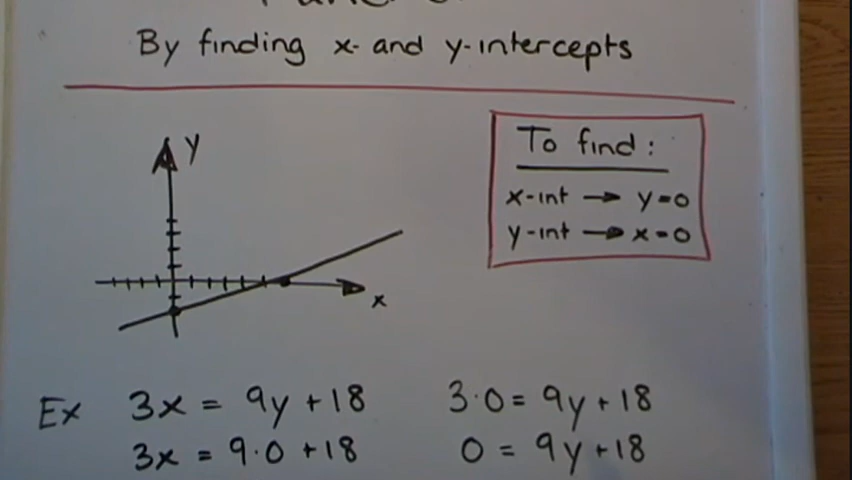 By finding x- and y-intercepts
y
x
To find:
x-int → y=0
y-int → x=0
Ex 3x = 9y +18
3x = 9·0 +18
3·0 = 9y + 18
0 = 9y +18